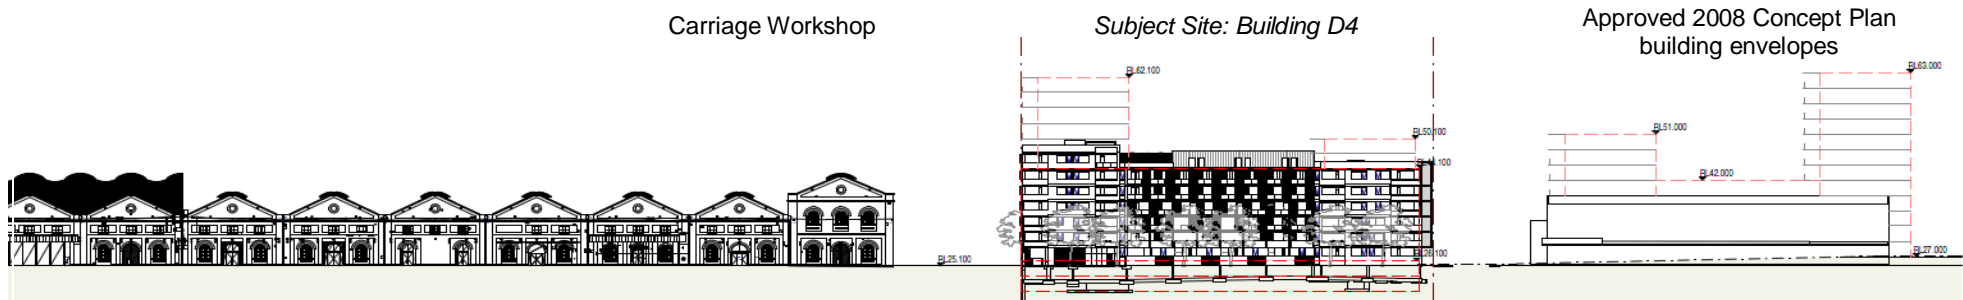 Carriage Workshop
Subject Site: Building D4
Approved 2008 Concept Plan
building envelopes
RL62.100
RL63.000
RL51.000
RL50.100
RL42.000
RL27.000
RL25.100